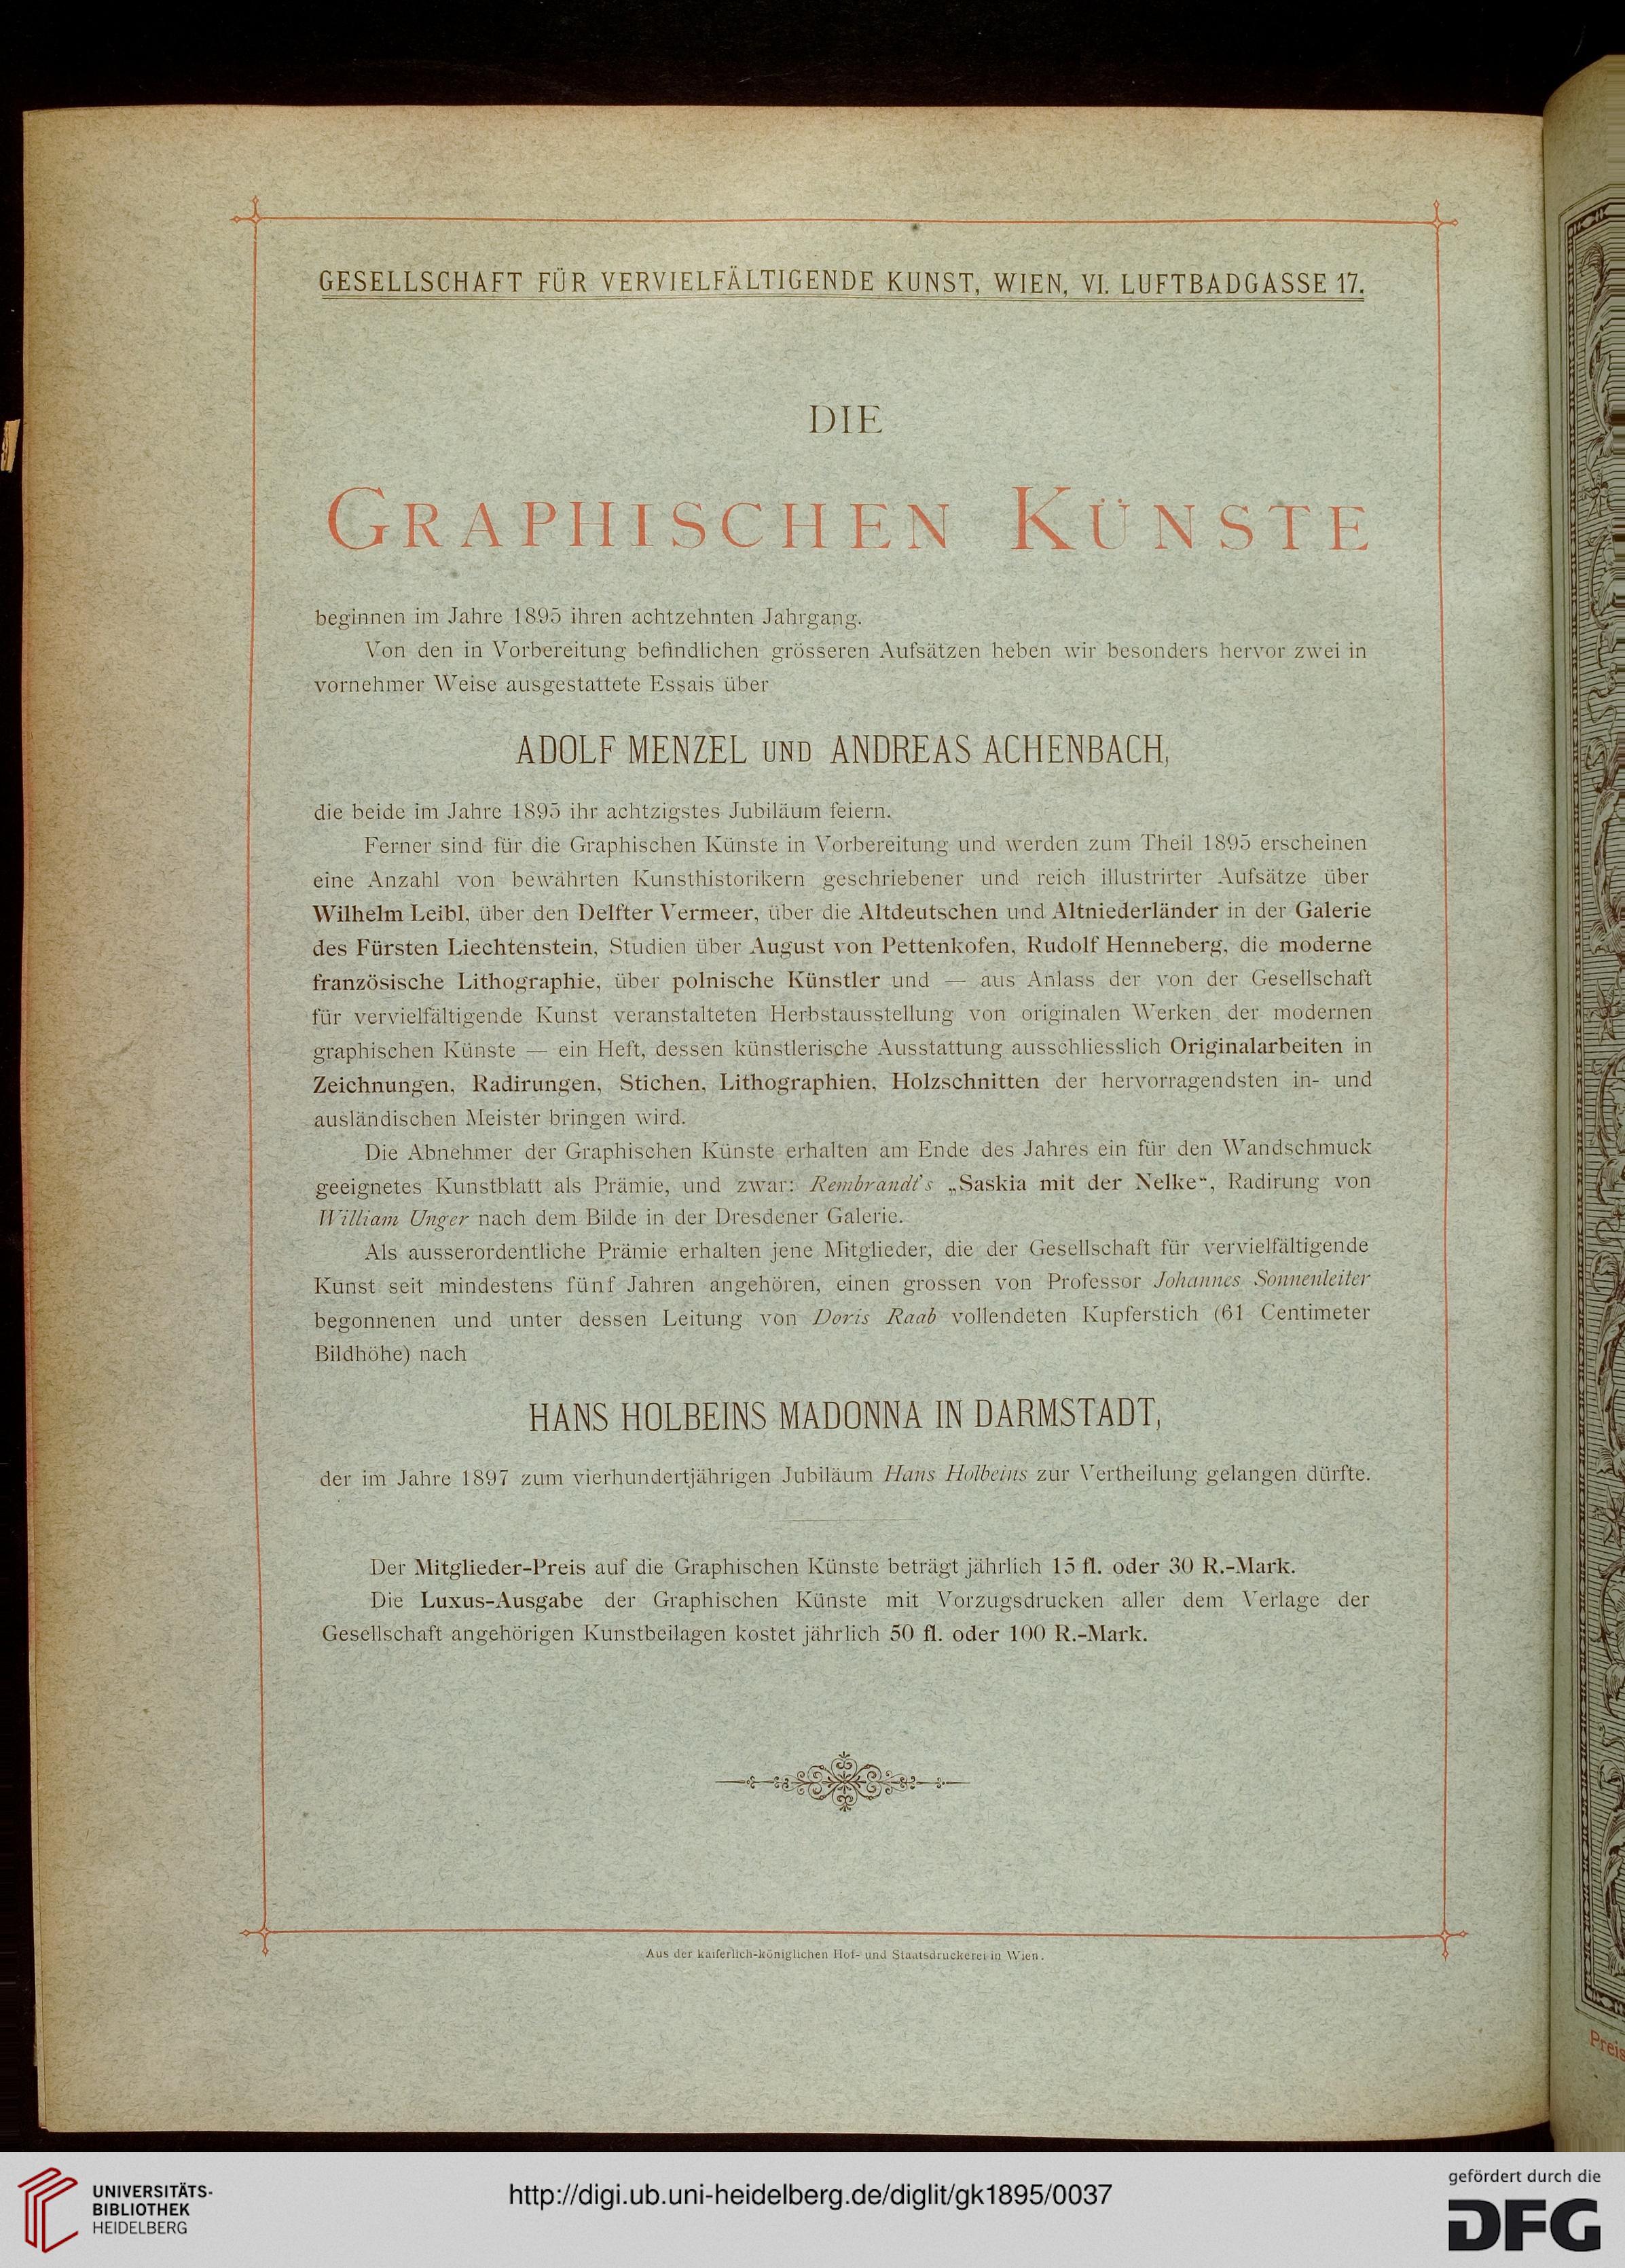 GESELLSCHAFT FÜR VERVIELFÄLTIGENDE KUNST, WIEN, VI. LUFTBADGASSE 17.
DIE
GRAPHISCHEN KÜNSTE
beginnen im Jahre 1895 ihren achtzehnten Jahrgang.
Von den in Vorbereitung befindlichen grösseren Aufsätzen heben wir besonders hervor zwei in
vornehmer Weise ausgestattete Essais über
ADOLF MENZEL UND ANDREAS ACHENBACH,
die beide im Jahre 1895 ihr achtzigstes Jubiläum feiern.
Ferner sind für die Graphischen Künste in Vorbereitung und werden zum Theil 1895 erscheinen
eine Anzahl von bewährten Kunsthistorikern geschriebener und reich illustrirter Aufsätze über
Wilhelm Leibl, über den Delfter Vermeer, über die Altdeutschen und Altniederländer in der Galerie
des Fürsten Liechtenstein, Studien über August von Pettenkofen, Rudolf Henneberg, die moderne
französische Lithographie, über polnische Künstler und — aus Anlass der von der Gesellschaft
für vervielfältigende Kunst veranstalteten Herbstausstellung von originalen Werken der modernen
graphischen Künste — ein Heft, dessen künstlerische Ausstattung ausschliesslich Originalarbeiten in
Zeichnungen, Radirungen, Stichen, Lithographien, Holzschnitten der hervorragendsten in- und
ausländischen Meister bringen wird.
Die Abnehmer der Graphischen Künste erhalten am Ende des Jahres ein für den Wandschmuck
geeignetes Kunstblatt als Prämie, und zwar: Rembrandt's „Saskia mit der Nelke“, Radirung von
William Unger nach dem Bilde in der Dresdener Galerie.
Als ausserordentliche Prämie erhalten jene Mitglieder, die der Gesellschaft für vervielfältigende
Kunst seit mindestens fünf Jahren angehören, einen grossen von Professor Johannes Sonnenleiter
begonnenen und unter dessen Leitung von Doris Raab vollendeten Kupferstich (61 Centimeter
Bildhöhe) nach
HANS HOLBEINS MADONNA IN DARMSTADT,
der im Jahre 1897 zum vierhundertjährigen Jubiläum Hans Holbeins zur Vertheilung gelangen dürfte.
Der Mitglieder-Preis auf die Graphischen Künste beträgt jährlich 15 fl. oder 30 R.-Mark.
Die Luxus-Ausgabe der Graphischen Künste mit Vorzugsdrucken aller dem Verlage der
Gesellschaft angehörigen Kunstbeilagen kostet jährlich 50 fl. oder 100 R.-Mark.
Aus der kaiserlich-königlichen Hof- und Staatsdruckerei in Wien.
Preis
UNIVERSITÄTS-
BIBLIOTHEK
HEIDELBERG
http://digi.ub.uni-heidelberg.de/diglit/gk1895/0037
gefördert durch die
DFG